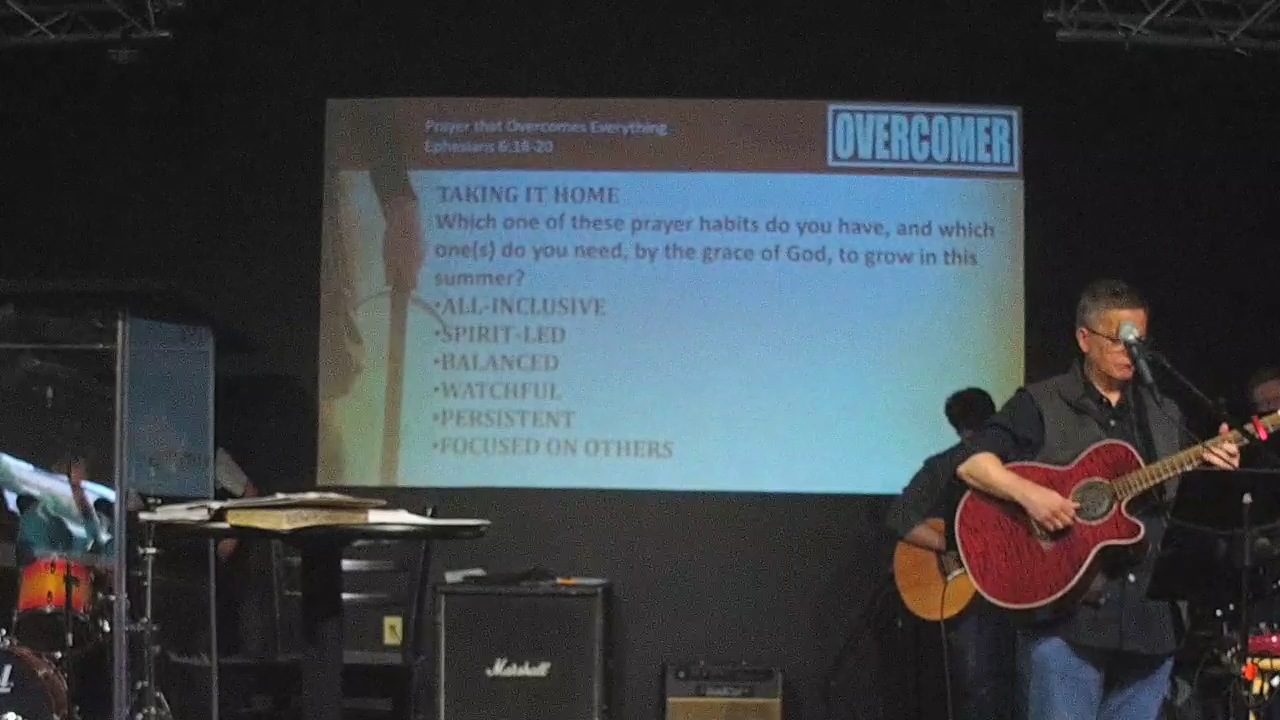 Prayer that Overcomes Everything
Ephesians 6:18-20
OVERCOMER
TAKING IT HOME
Which one of these prayer habits do you have, and which
one(s) do you need, by the grace of God, to grow in this
summer?
•ALL-INCLUSIVE
•SPIRIT-LED
•BALANCED
•WATCHFUL
•PERSISTENT
•FOCUSED ON OTHERS
Marshall